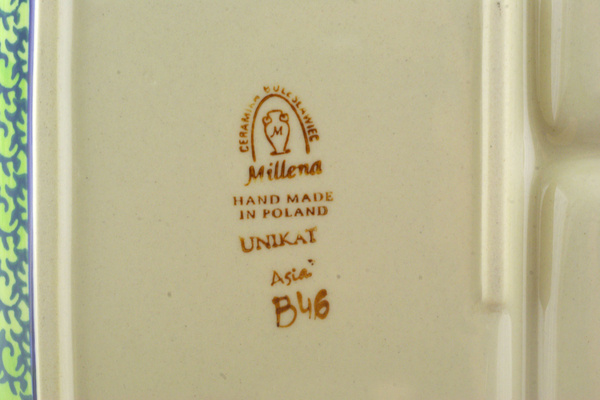 CERAMIKA BOLESŁAWIEC
M
Millena
HAND MADE
IN POLAND
UNIKAT
Asia
B46